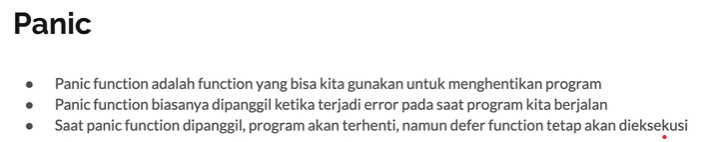 Panic
● Panic function adalah function yang bisa kita gunakan untuk menghentikan program
● Panic function biasanya dipanggil ketika terjadi error pada saat program kita berjalan
● Saat panic function dipanggil, program akan terhenti, namun defer function tetap akan dieksekusi